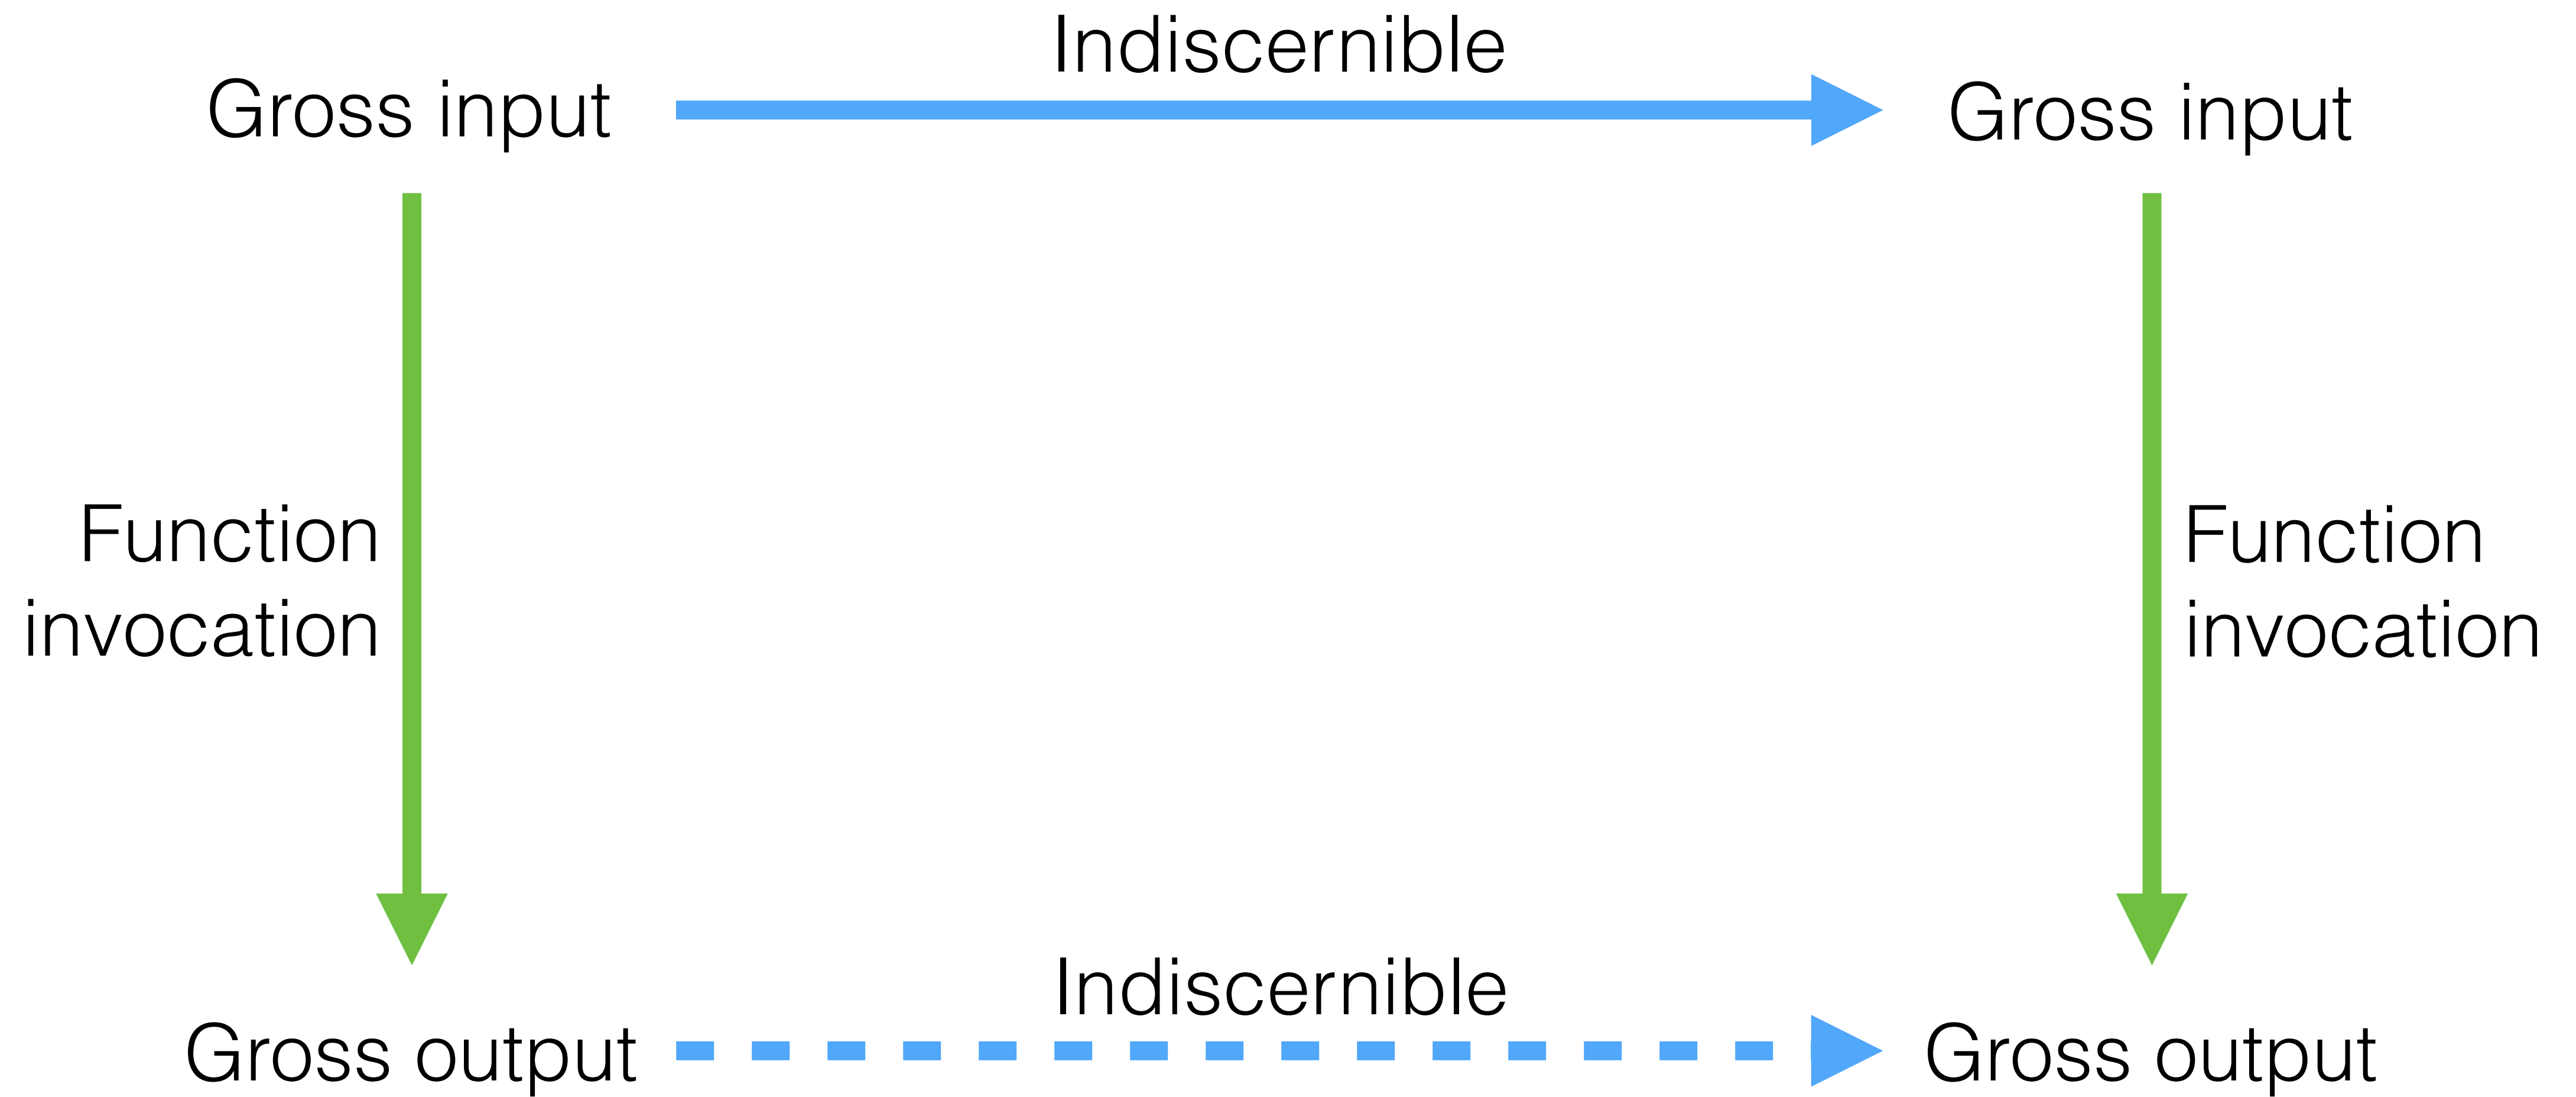 Indiscernible
Gross input
Gross input
Function
invocation
Function
invocation
Indiscernible
Gross output
Gross output